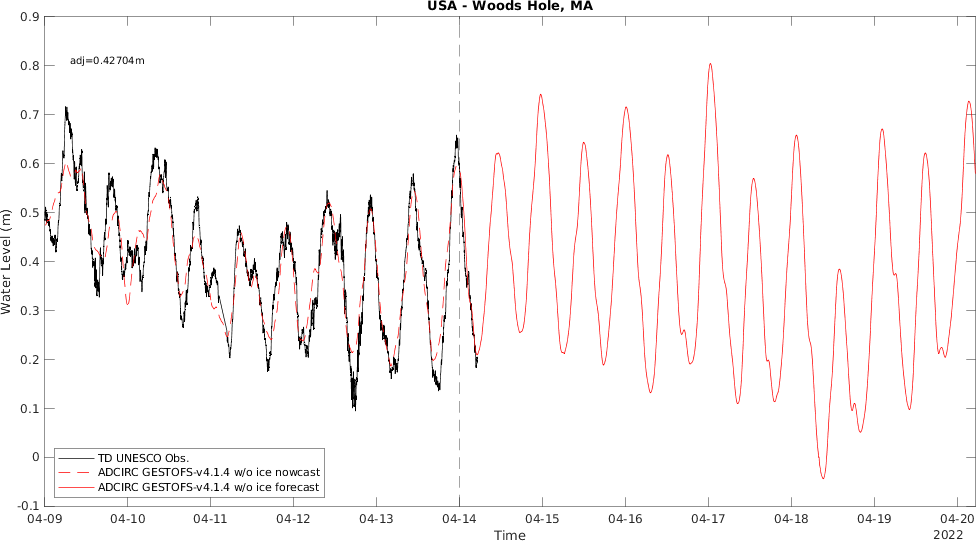 USA - Woods Hole, MA
adj=0.42704m
0.9
0.8
0.7
0.6
0.5
0.4
0.3
0.2
0.1
0
-0.1
Water Level (m)
TD UNESCO Obs.
ADCIRC GESTOFS-v4.1.4 w/o ice nowcast
ADCIRC GESTOFS-v4.1.4 w/o ice forecast
04-09 04-10 04-11 04-12 04-13 04-14 04-15 04-16 04-17 04-18 04-19 04-20
Time
2022